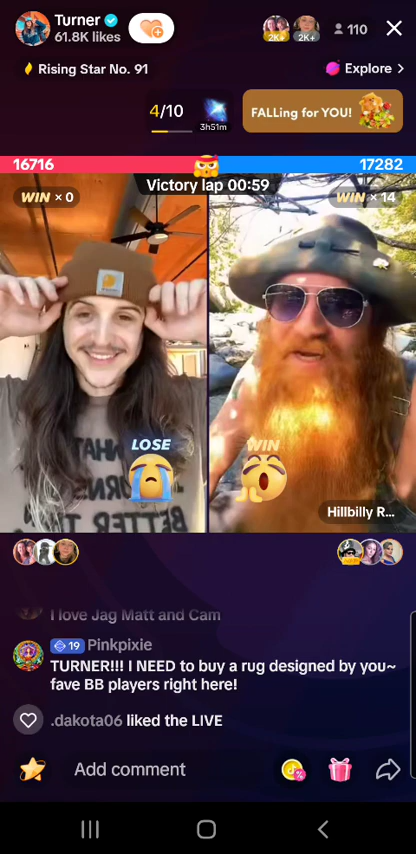 Turner
61.8K likes
2K+
2K+
110
Rising Star No. 91
Explore >
4/10
3h51m
FALLing for YOU!
16716
17282
Victory lap 00:59
WIN × 0
WIN × 14
LOSE
WIN
WHAT
BETTER
Hillbilly R...
I love Jag Matt and Cam
19 Pinkpixie
TURNER!!! I NEED to buy a rug designed by you~
fave BB players right here!
.dakota06 liked the LIVE
Add comment